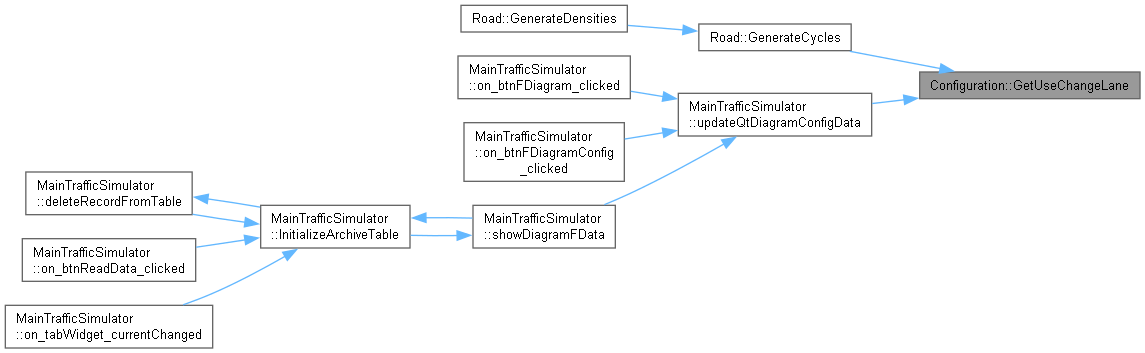 Road::GenerateDensities
Road::GenerateCycles
MainTrafficSimulator
::on_btnFDiagram_clicked
Configuration::GetUseChangeLane
MainTrafficSimulator
::updateQtDiagramConfigData
MainTrafficSimulator
::on_btnFDiagramConfig
_clicked
MainTrafficSimulator
::deleteRecordFromTable
MainTrafficSimulator
::InitializeArchiveTable
MainTrafficSimulator
::showDiagramFData
MainTrafficSimulator
::on_btnReadData_clicked
MainTrafficSimulator
::on_tabWidget_currentChanged